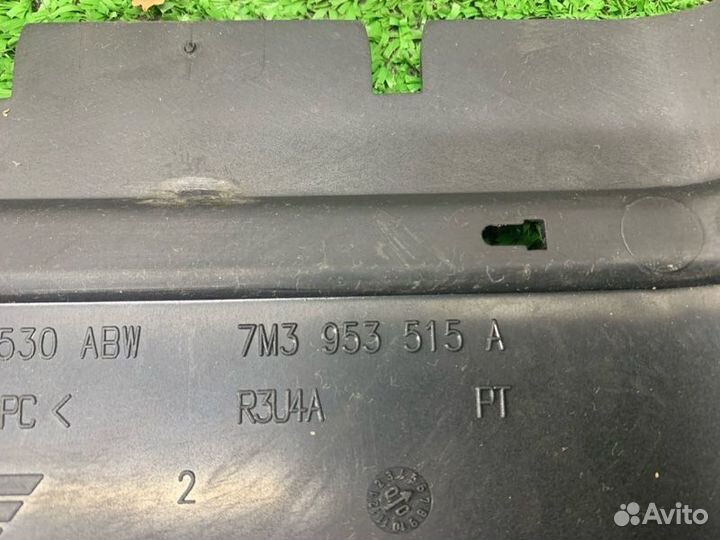 530 ABW 7M3 953 515 A
PC < R3U4A PT
2
Avito